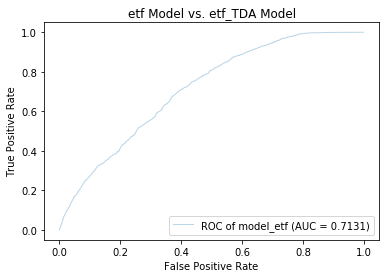 etf Model vs. etf_TDA Model
True Positive Rate
1.0
0.8
0.6
0.4
0.2
0.0
ROC of model_etf (AUC = 0.7131)
0.0 0.2 0.4 0.6 0.8 1.0
False Positive Rate